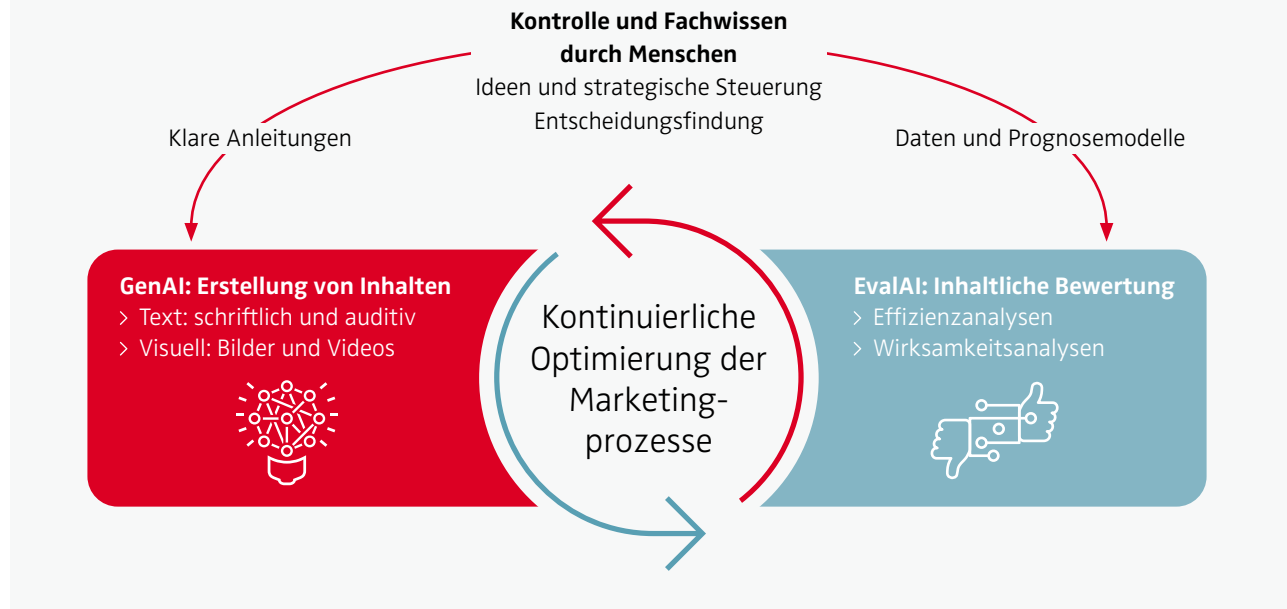 Kontrolle und Fachwissen
durch Menschen
Ideen und strategische Steuerung
Entscheidungsfindung
Klare Anleitungen
Daten und Prognosemodelle
GenAI: Erstellung von Inhalten
> Text: schriftlich und auditiv
> Visuell: Bilder und Videos
Kontinuierliche
Optimierung der
Marketing-
prozesse
EvalAI: Inhaltliche Bewertung
> Effizienzanalysen
> Wirksamkeitsanalysen